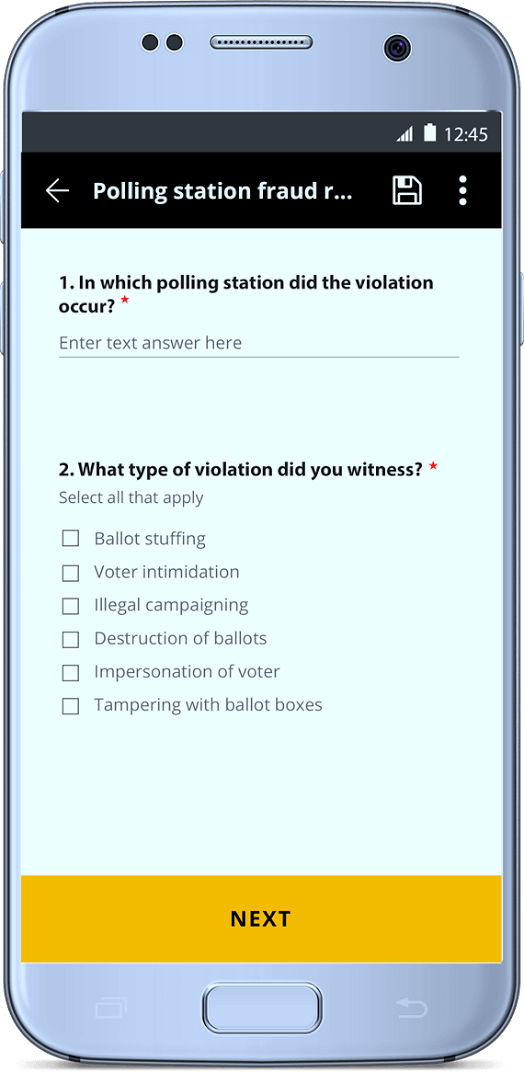 12:45
Polling station fraud r...
1. In which polling station did the violation
occur? *
Enter text answer here
2. What type of violation did you witness? *
Select all that apply
Ballot stuffing
Voter intimidation
Illegal campaigning
Destruction of ballots
Impersonation of voter
Tampering with ballot boxes
NEXT